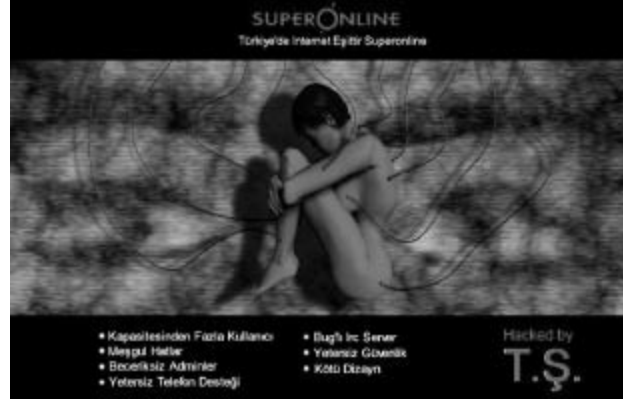 SUPERONLINE
Türkiye'de Internet Eşittir Superonline
• Kapasitesinden Fazla Kullanıcı
• Meşgul Hatlar
• Beceriksiz Adminler
• Yetersiz Telefon Desteği
• Bug'lı Irc Server
• Yetersiz Güvenlik
• Kötü Dizayn
Hacked by
T.Ş.